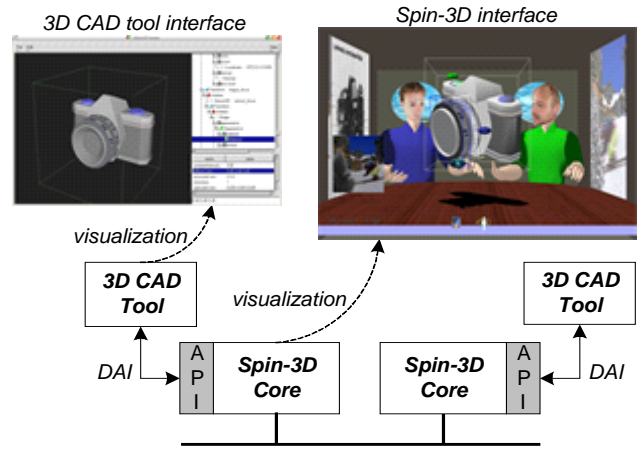 3D CAD tool interface
Spin-3D interface
visualization
3D CAD
Tool
visualization
3D CAD
Tool
DAI
A
P
I
Spin-3D
Core
Spin-3D
Core
A
P
I
DAI